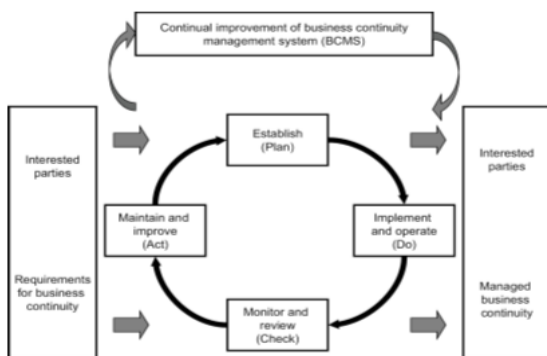 Continual improvement of business continuity
management system (BCMS)
Establish
(Plan)
Interested
parties
Interested
parties
Maintain and
improve
(Act)
Implement
and operate
(Do)
Requirements
for business
continuity
Managed
business
continuity
Monitor and
review
(Check)